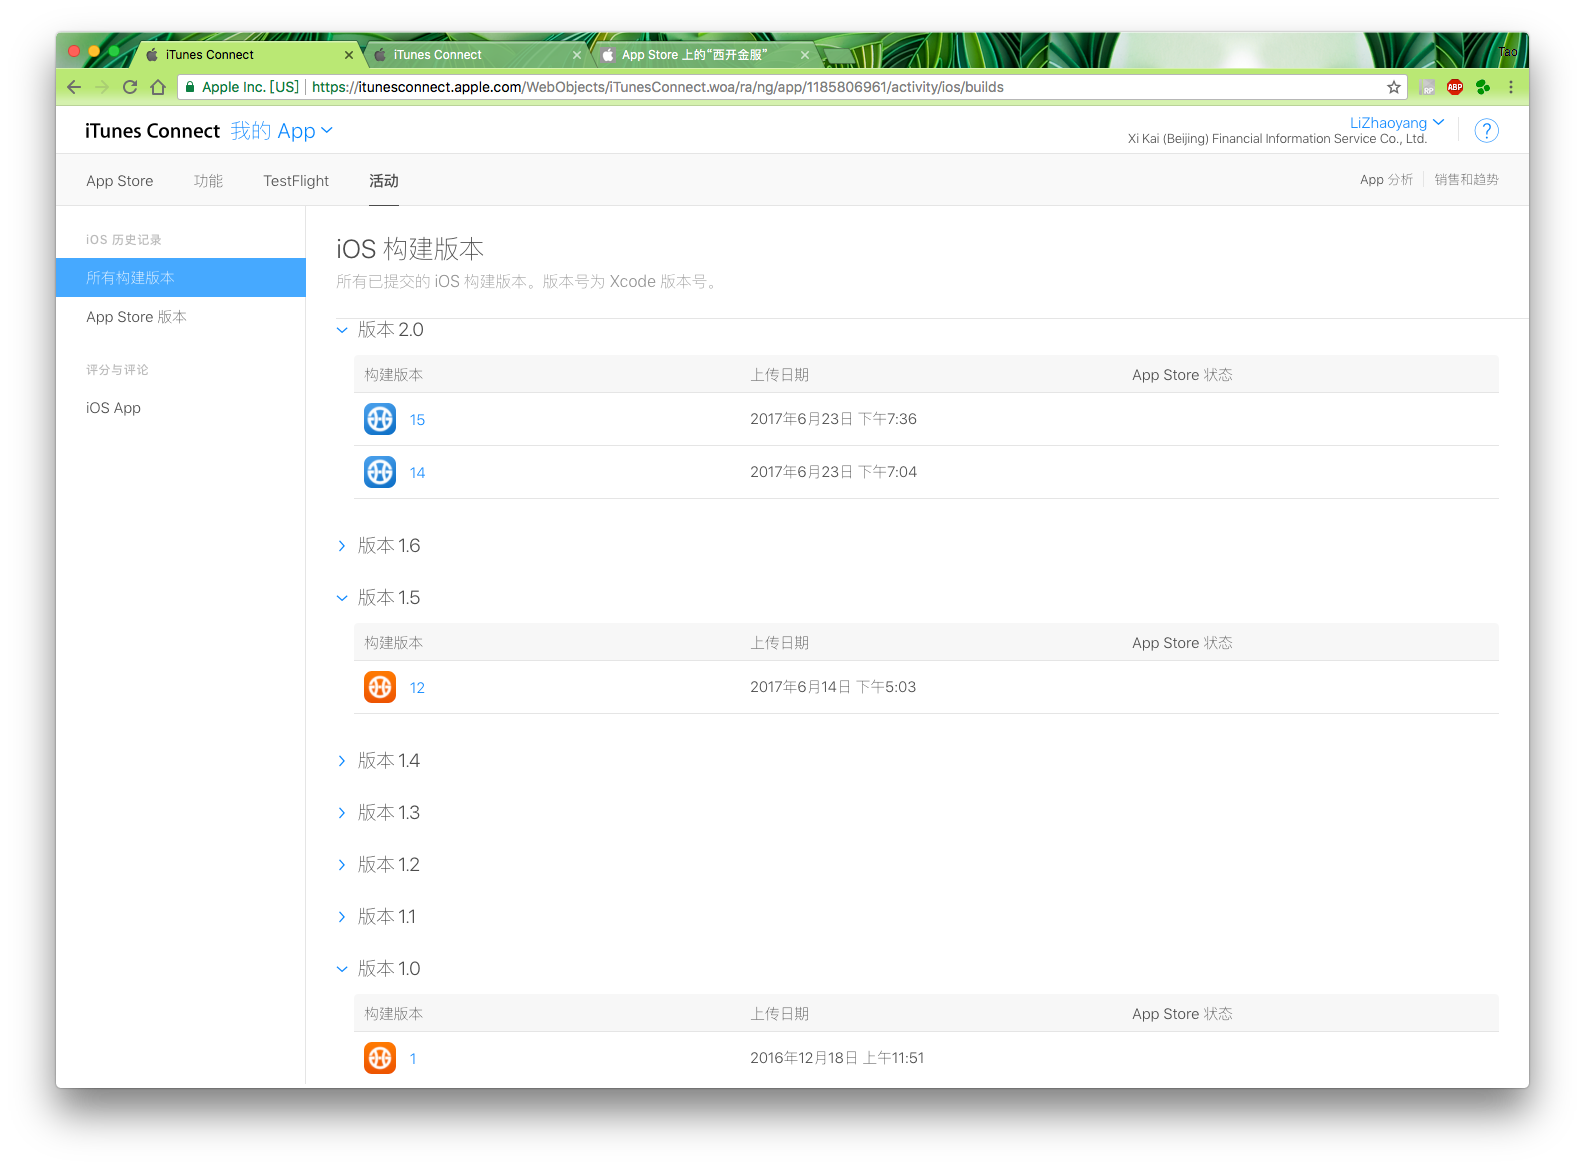 iTunes Connect
iTunes Connect
App Store 上的“西开金服”
Tao
Apple Inc. [US]
https://itunesconnect.apple.com/WebObjects/iTunesConnect.woa/ra/ng/app/1185806961/activity/ios/builds
RP
ABP
iTunes Connect 我的 App
LiZhaoyang
Xi Kai (Beijing) Financial Information Service Co., Ltd.
?
App Store 功能 TestFlight 活动
App 分析 销售和趋势
iOS 历史记录
所有构建版本
App Store 版本
评分与评论
iOS App
iOS 构建版本
所有已提交的 iOS 构建版本。版本号为 Xcode 版本号。
版本 2.0
构建版本 上传日期 App Store 状态
15 2017年6月23日 下午7:36
14 2017年6月23日 下午7:04
版本 1.6
版本 1.5
构建版本 上传日期 App Store 状态
12 2017年6月14日 下午5:03
版本 1.4
版本 1.3
版本 1.2
版本 1.1
版本 1.0
构建版本 上传日期 App Store 状态
1 2016年12月18日 上午11:51